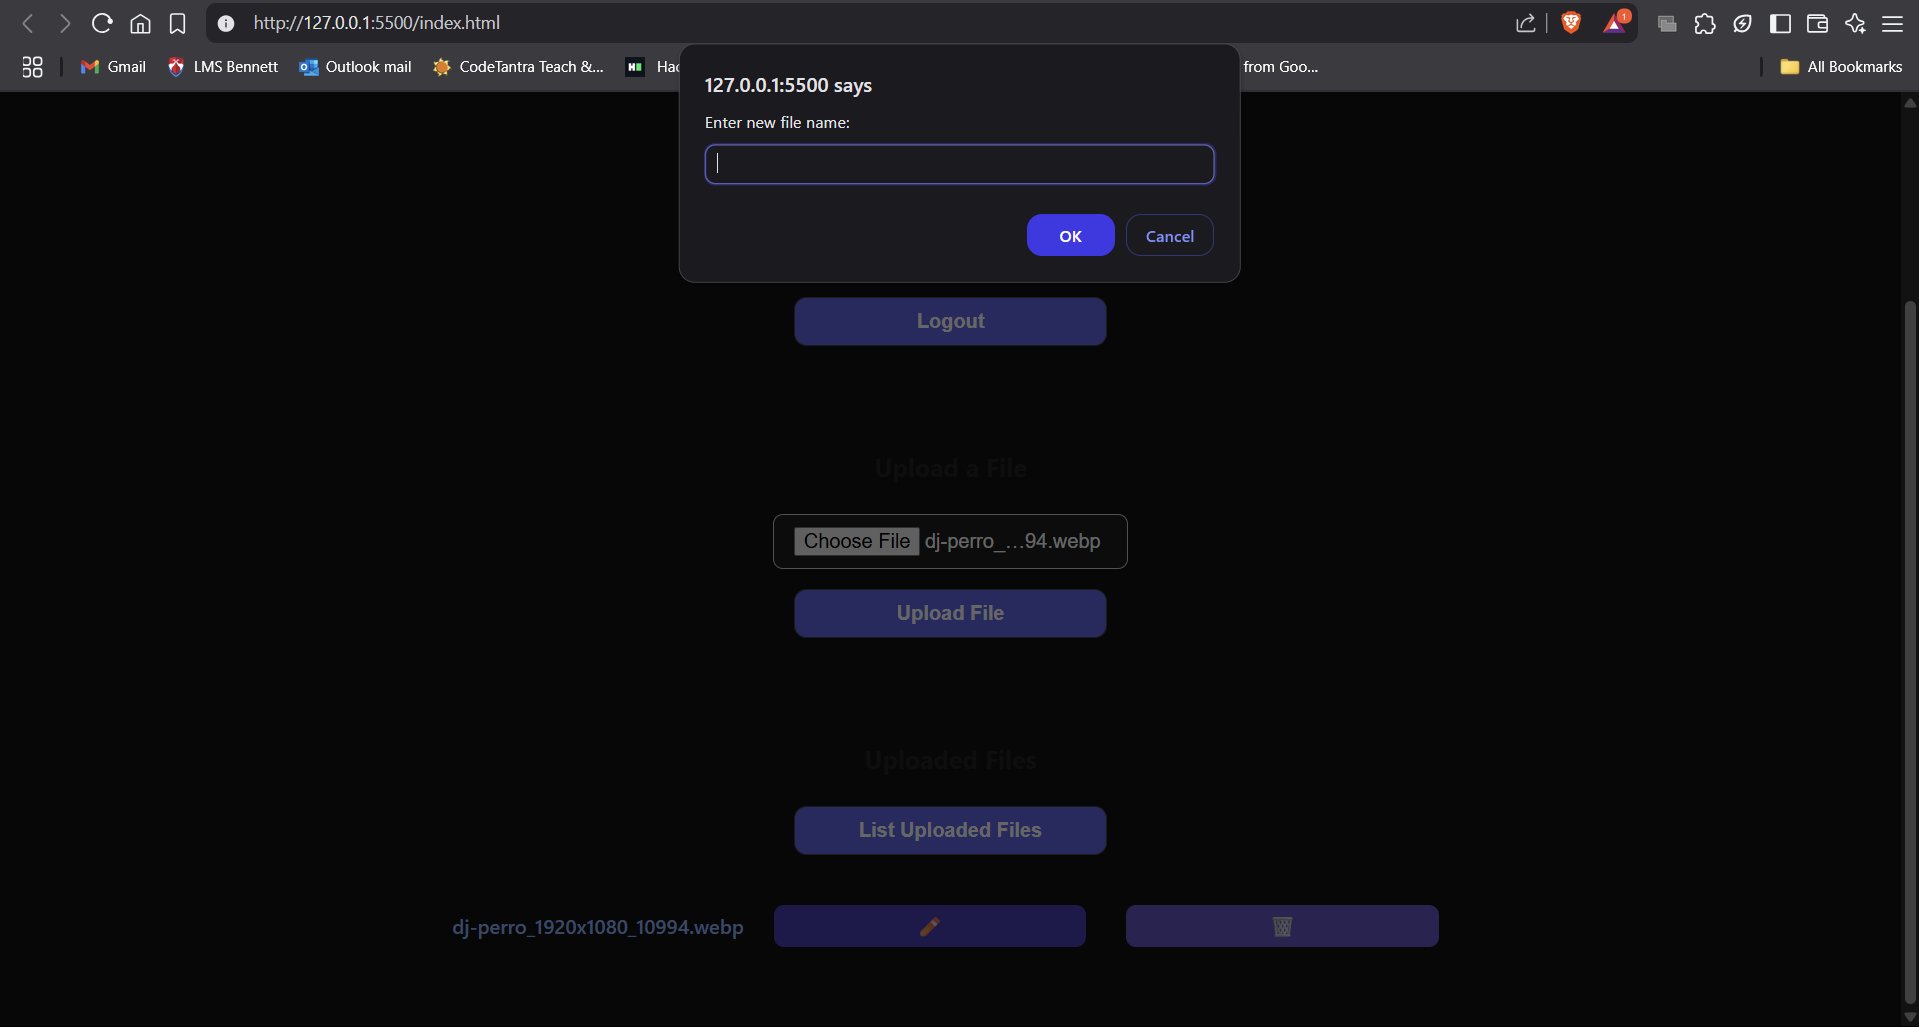 http://127.0.0.1:5500/index.html
1
Gmail
LMS Bennett
Outlook mail
CodeTantra Teach &...
Hac
from Goo...
All Bookmarks
127.0.0.1:5500 says
Enter new file name:
OK
Cancel
Logout
Upload a File
Choose File dj-perro_...94.webp
Upload File
Uploaded Files
List Uploaded Files
dj-perro_1920x1080_10994.webp